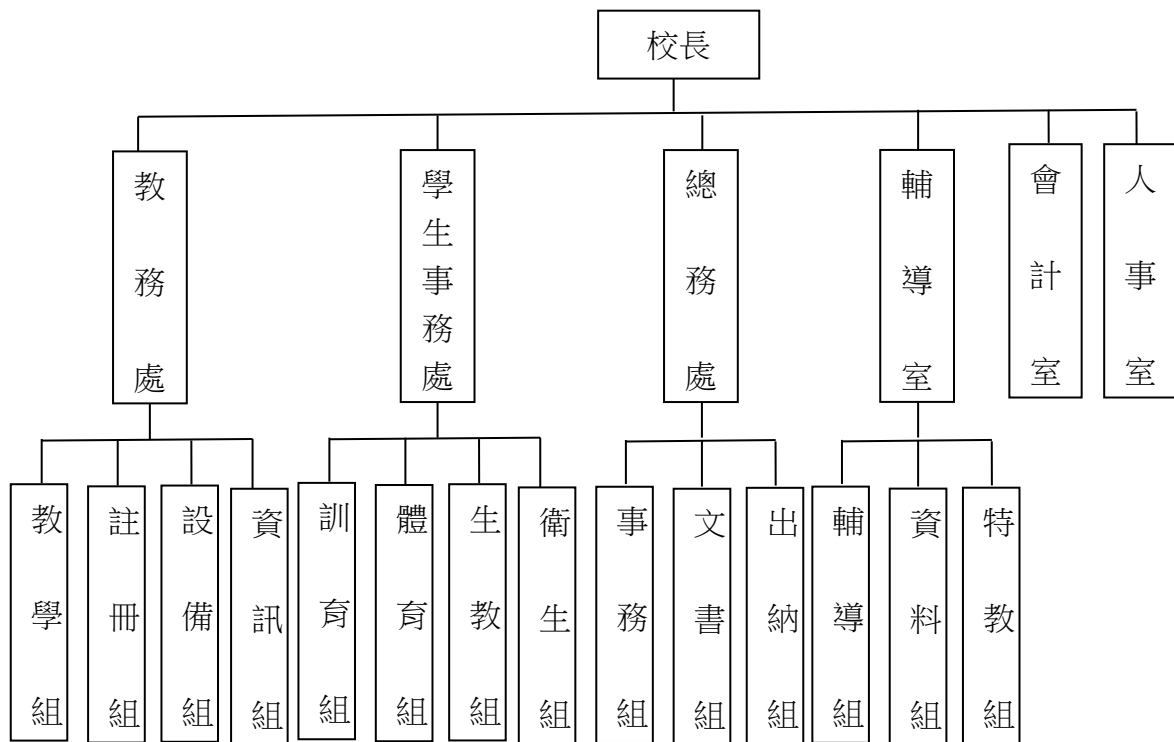 校長
教務處
學生事務處
總務處
輔導室
會計室
人事室
教學組
註冊組
設備組
資訊組
訓育組
體育組
生教組
衛生組
事務組
文書組
出納組
輔導組
資料組
特教組